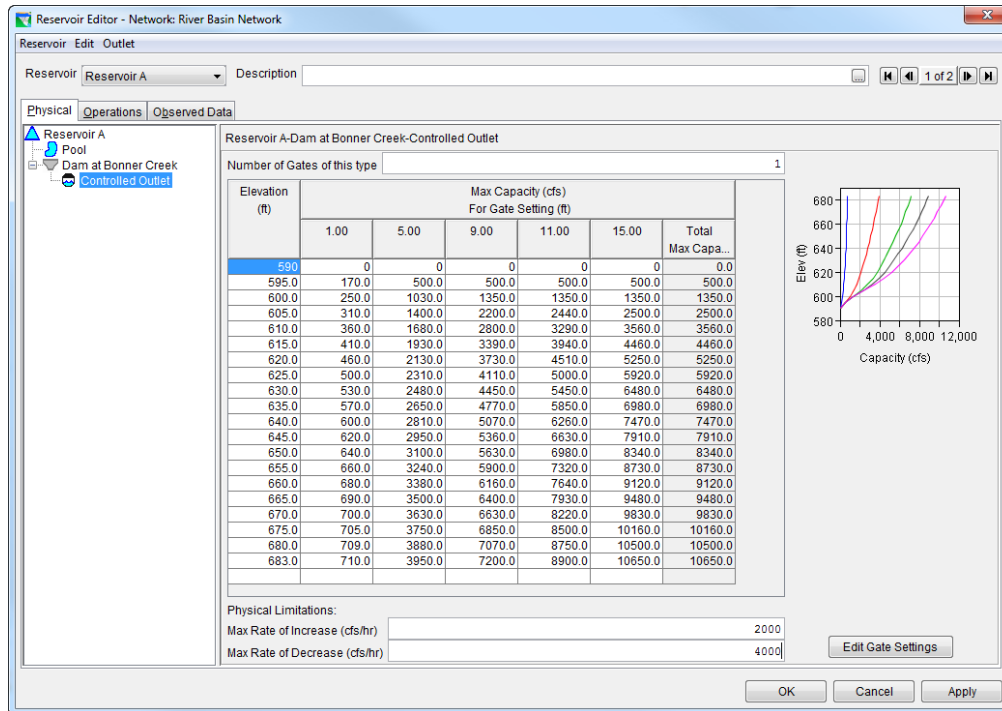 Reservoir Editor - Network: River Basin Network
Reservoir Edit Outlet
Reservoir Reservoir A Description ... 1 of 2
Physical Operations Observed Data
Reservoir A
Pool
Dam at Bonner Creek
Controlled Outlet
Reservoir A-Dam at Bonner Creek-Controlled Outlet
Number of Gates of this type 1
Elevation Max Capacity (cfs)
(ft) For Gate Setting (ft)
1.00 5.00 9.00 11.00 15.00 Total
Max Capa...
590 0 0 0 0 0 0.0
595.0 170.0 500.0 500.0 500.0 500.0 500.0
600.0 250.0 1030.0 1350.0 1350.0 1350.0 1350.0
605.0 310.0 1400.0 2200.0 2440.0 2500.0 2500.0
610.0 360.0 1680.0 2800.0 3290.0 3560.0 3560.0
615.0 410.0 1930.0 3390.0 3940.0 4460.0 4460.0
620.0 460.0 2130.0 3730.0 4510.0 5250.0 5250.0
625.0 500.0 2310.0 4110.0 5000.0 5920.0 5920.0
630.0 530.0 2480.0 4450.0 5450.0 6480.0 6480.0
635.0 570.0 2650.0 4770.0 5850.0 6980.0 6980.0
640.0 600.0 2810.0 5070.0 6260.0 7470.0 7470.0
645.0 620.0 2950.0 5360.0 6630.0 7910.0 7910.0
650.0 640.0 3100.0 5630.0 6980.0 8340.0 8340.0
655.0 660.0 3240.0 5900.0 7320.0 8730.0 8730.0
660.0 680.0 3380.0 6160.0 7640.0 9120.0 9120.0
665.0 690.0 3500.0 6400.0 7930.0 9480.0 9480.0
670.0 700.0 3630.0 6630.0 8220.0 9830.0 9830.0
675.0 705.0 3750.0 6850.0 8500.0 10160.0 10160.0
680.0 709.0 3880.0 7070.0 8750.0 10500.0 10500.0
683.0 710.0 3950.0 7200.0 8900.0 10650.0 10650.0
680
660
640
620
600
580
Elev (ft)
0 4,000 8,000 12,000
Capacity (cfs)
Physical Limitations:
Max Rate of Increase (cfs/hr) 2000
Max Rate of Decrease (cfs/hr) 4000
Edit Gate Settings
OK Cancel Apply